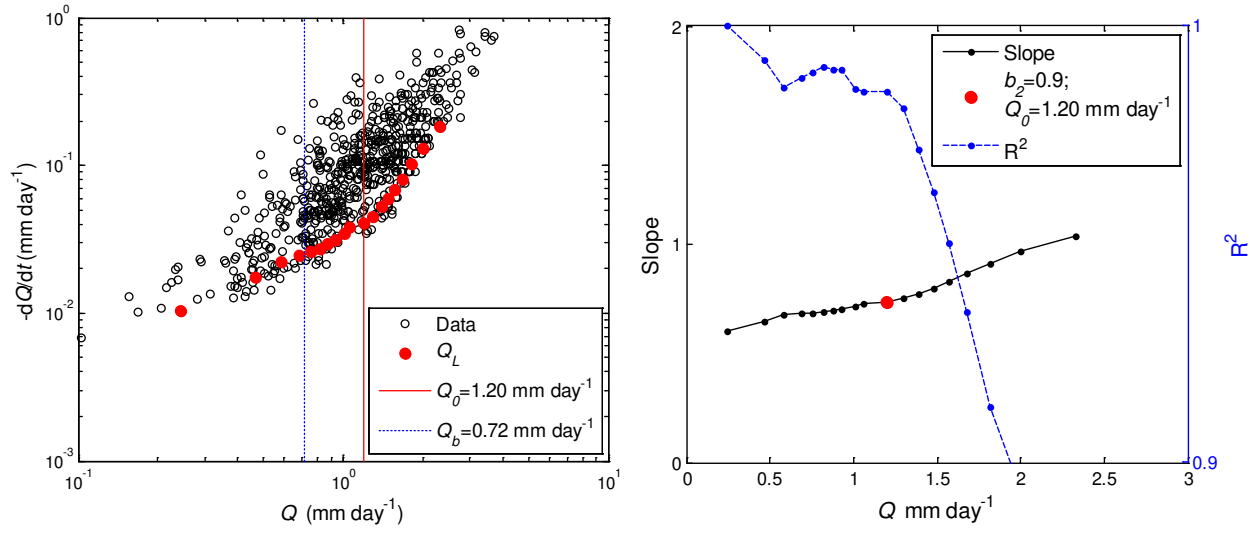 10^0
10^-1
10^-2
10^-3
10^-1
10^0
10^1
-dQ/dt (mm day^-1)
Q (mm day^-1)
Data
Q_L
Q_0=1.20 mm day^-1
Q_b=0.72 mm day^-1
2
1
0
0
0.5
1
1.5
2
2.5
3
Slope
Q mm day^-1
Slope
b_2=0.9;
Q_0=1.20 mm day^-1
R^2
1
0.9
R^2